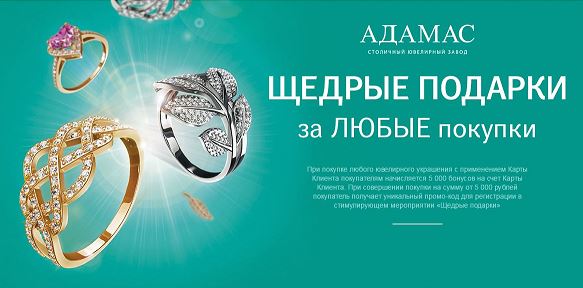 АДАМАС
СТОЛИЧНЫЙ ЮВЕЛИРНЫЙ ЗАВОД
ЩЕДРЫЕ ПОДАРКИ
за ЛЮБЫЕ покупки
При покупке любого ювелирного украшения с применением Карты
Клиента покупателям начисляется 5 000 бонусов на счет Карты
Клиента. При совершении покупки на сумму от 5 000 рублей
покупатель получает уникальный промо-код для регистрации в
стимулирующем мероприятии «Щедрые подарки»